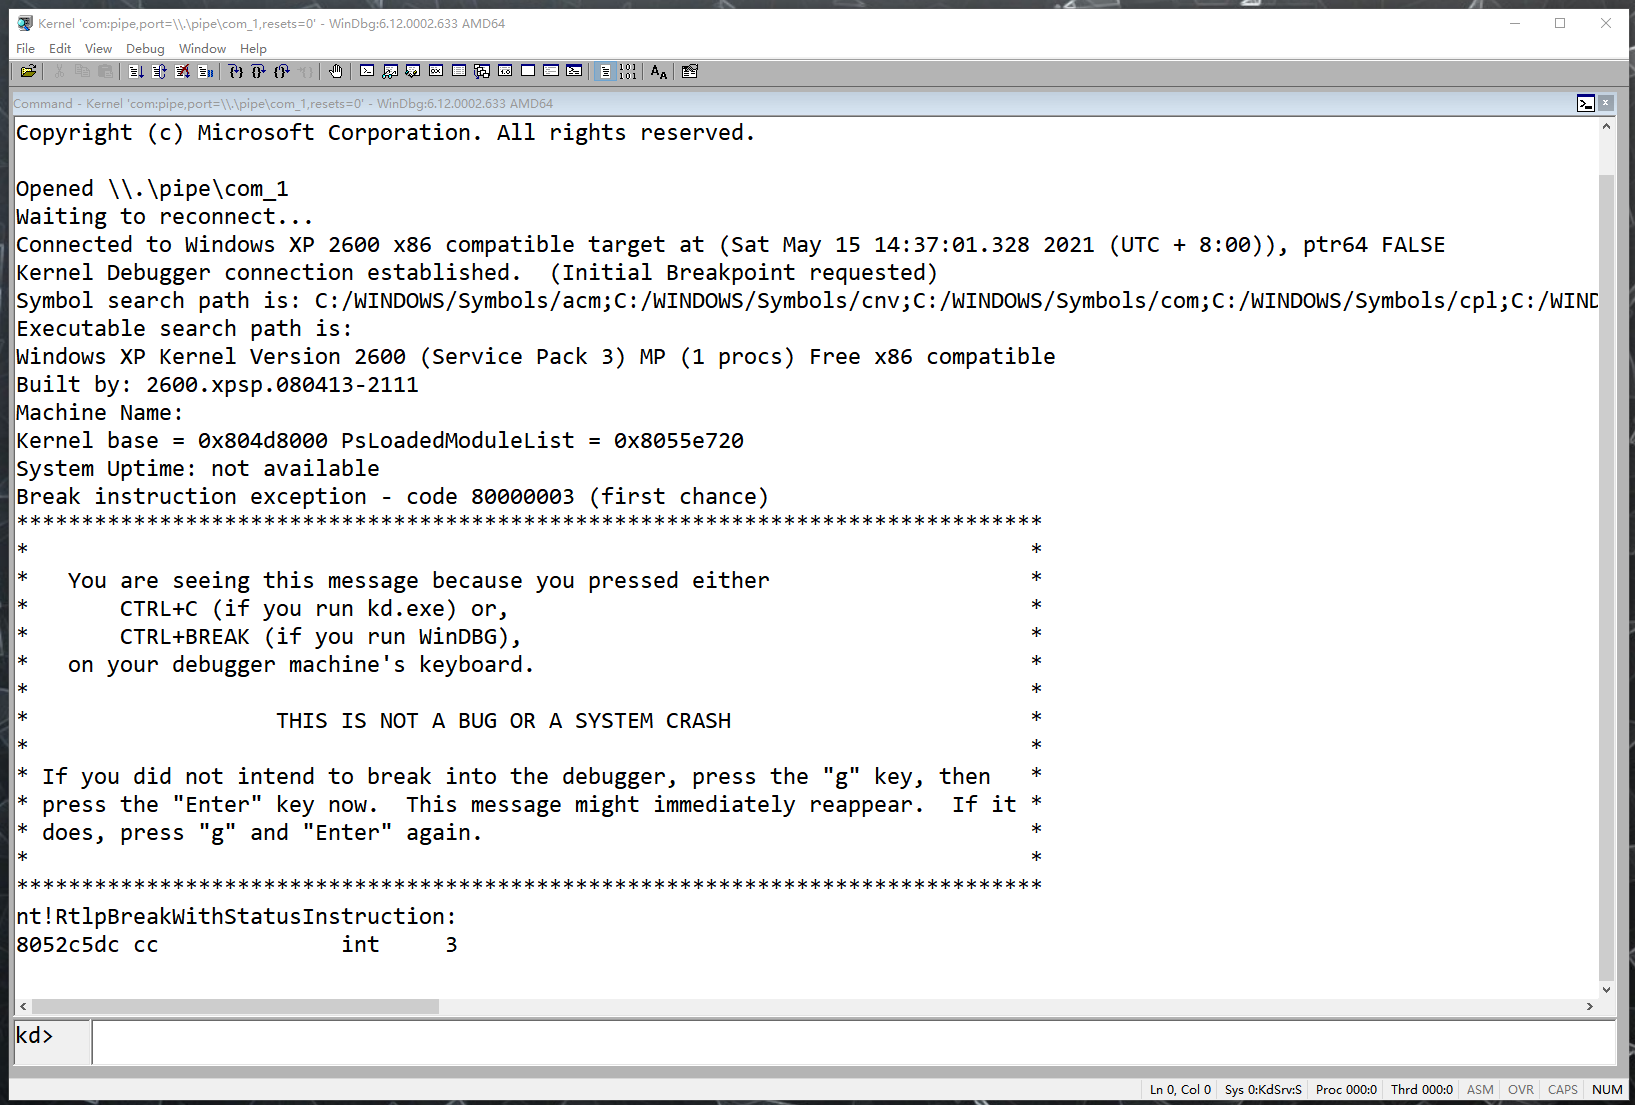 Kernel 'com:pipe,port=\\.\pipe\com_1,resets=0' - WinDbg:6.12.0002.633 AMD64
File Edit View Debug Window Help
Command - Kernel 'com:pipe,port=\\.\pipe\com_1,resets=0' - WinDbg:6.12.0002.633 AMD64
Copyright (c) Microsoft Corporation. All rights reserved.
Opened \\.\pipe\com_1
Waiting to reconnect...
Connected to Windows XP 2600 x86 compatible target at (Sat May 15 14:37:01.328 2021 (UTC + 8:00)), ptr64 FALSE
Kernel Debugger connection established.  (Initial Breakpoint requested)
Symbol search path is: C:/WINDOWS/Symbols/acm;C:/WINDOWS/Symbols/cnv;C:/WINDOWS/Symbols/com;C:/WINDOWS/Symbols/cpl;C:/WIND
Executable search path is:
Windows XP Kernel Version 2600 (Service Pack 3) MP (1 procs) Free x86 compatible
Built by: 2600.xpsp.080413-2111
Machine Name:
Kernel base = 0x804d8000 PsLoadedModuleList = 0x8055e720
System Uptime: not available
Break instruction exception - code 80000003 (first chance)
*******************************************************************************
*                                                                             *
*   You are seeing this message because you pressed either                    *
*       CTRL+C (if you run kd.exe) or,                                        *
*       CTRL+BREAK (if you run WinDBG),                                       *
*   on your debugger machine's keyboard.                                      *
*                                                                             *
*                   THIS IS NOT A BUG OR A SYSTEM CRASH                       *
*                                                                             *
* If you did not intend to break into the debugger, press the "g" key, then   *
* press the "Enter" key now.  This message might immediately reappear.  If it *
* does, press "g" and "Enter" again.                                          *
*                                                                             *
*******************************************************************************
nt!RtlpBreakWithStatusInstruction:
8052c5dc cc              int     3
kd>
Ln 0, Col 0 Sys 0:KdSrv:S Proc 000:0 Thrd 000:0 ASM OVR CAPS NUM